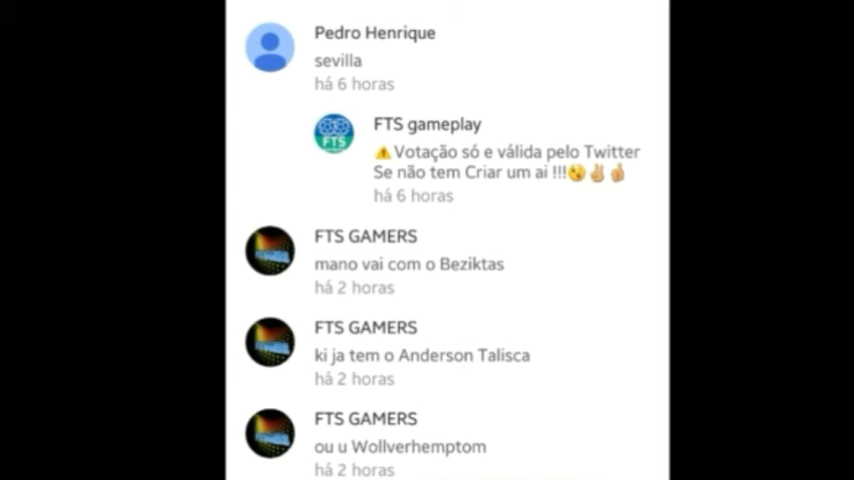 Pedro Henrique
sevilla
há 6 horas
FTS
FTS gameplay
⚠Votação só e válida pelo Twitter
Se não tem Criar um ai !!!😘✌👍
há 6 horas
FTS GAMERS
mano vai com o Beziktas
há 2 horas
FTS GAMERS
ki ja tem o Anderson Talisca
há 2 horas
FTS GAMERS
ou u Wollverhemptom
há 2 horas